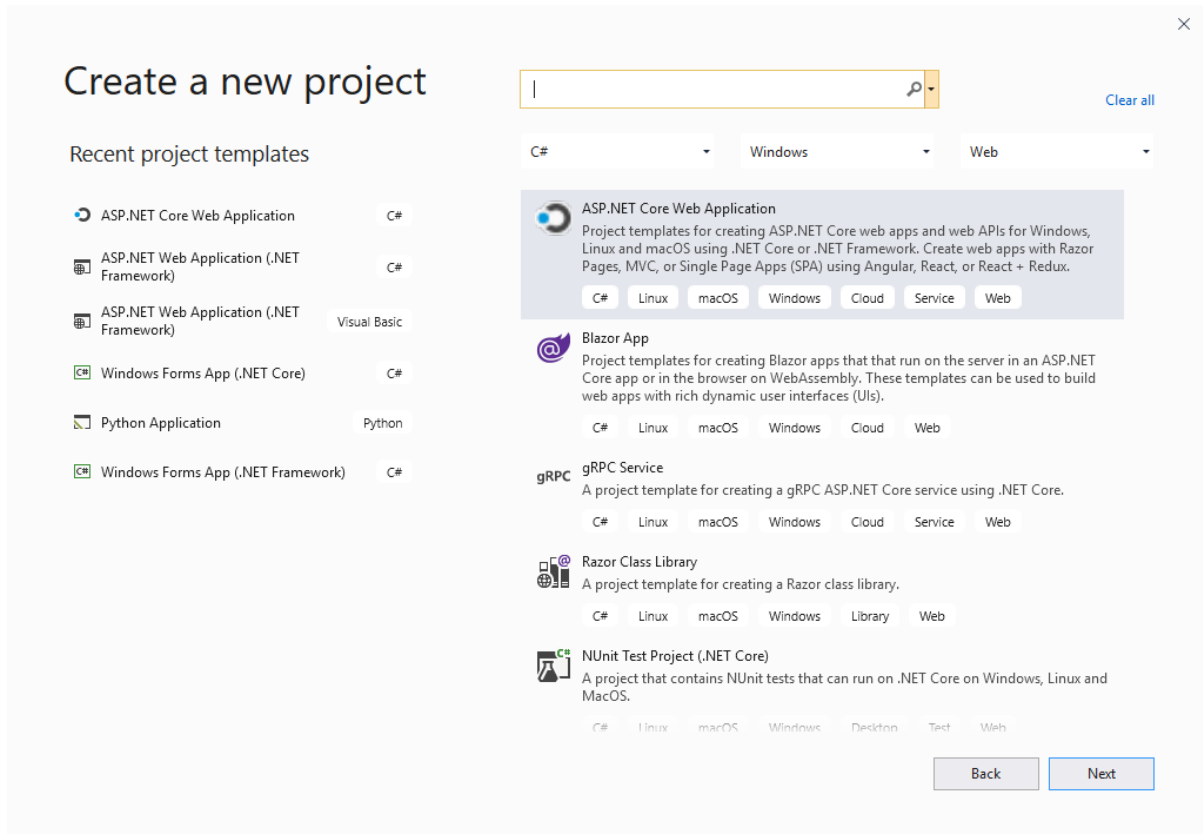 Create a new project
Clear all
Recent project templates
C#
Windows
Web
ASP.NET Core Web Application
C#
ASP.NET Web Application (.NET
Framework)
C#
ASP.NET Web Application (.NET
Framework)
Visual Basic
Windows Forms App (.NET Core)
C#
Python Application
Python
Windows Forms App (.NET Framework)
C#
ASP.NET Core Web Application
Project templates for creating ASP.NET Core web apps and web APIs for Windows,
Linux and macOS using .NET Core or .NET Framework. Create web apps with Razor
Pages, MVC, or Single Page Apps (SPA) using Angular, React, or React + Redux.
C# Linux macOS Windows Cloud Service Web
Blazor App
Project templates for creating Blazor apps that that run on the server in an ASP.NET
Core app or in the browser on WebAssembly. These templates can be used to build
web apps with rich dynamic user interfaces (UIs).
C# Linux macOS Windows Cloud Web
gRPC
gRPC Service
A project template for creating a gRPC ASP.NET Core service using .NET Core.
C# Linux macOS Windows Cloud Service Web
Razor Class Library
A project template for creating a Razor class library.
C# Linux macOS Windows Library Web
NUnit Test Project (.NET Core)
A project that contains NUnit tests that can run on .NET Core on Windows, Linux and
MacOS.
C# Linux macOS Windows Desktop Test Web
Back
Next